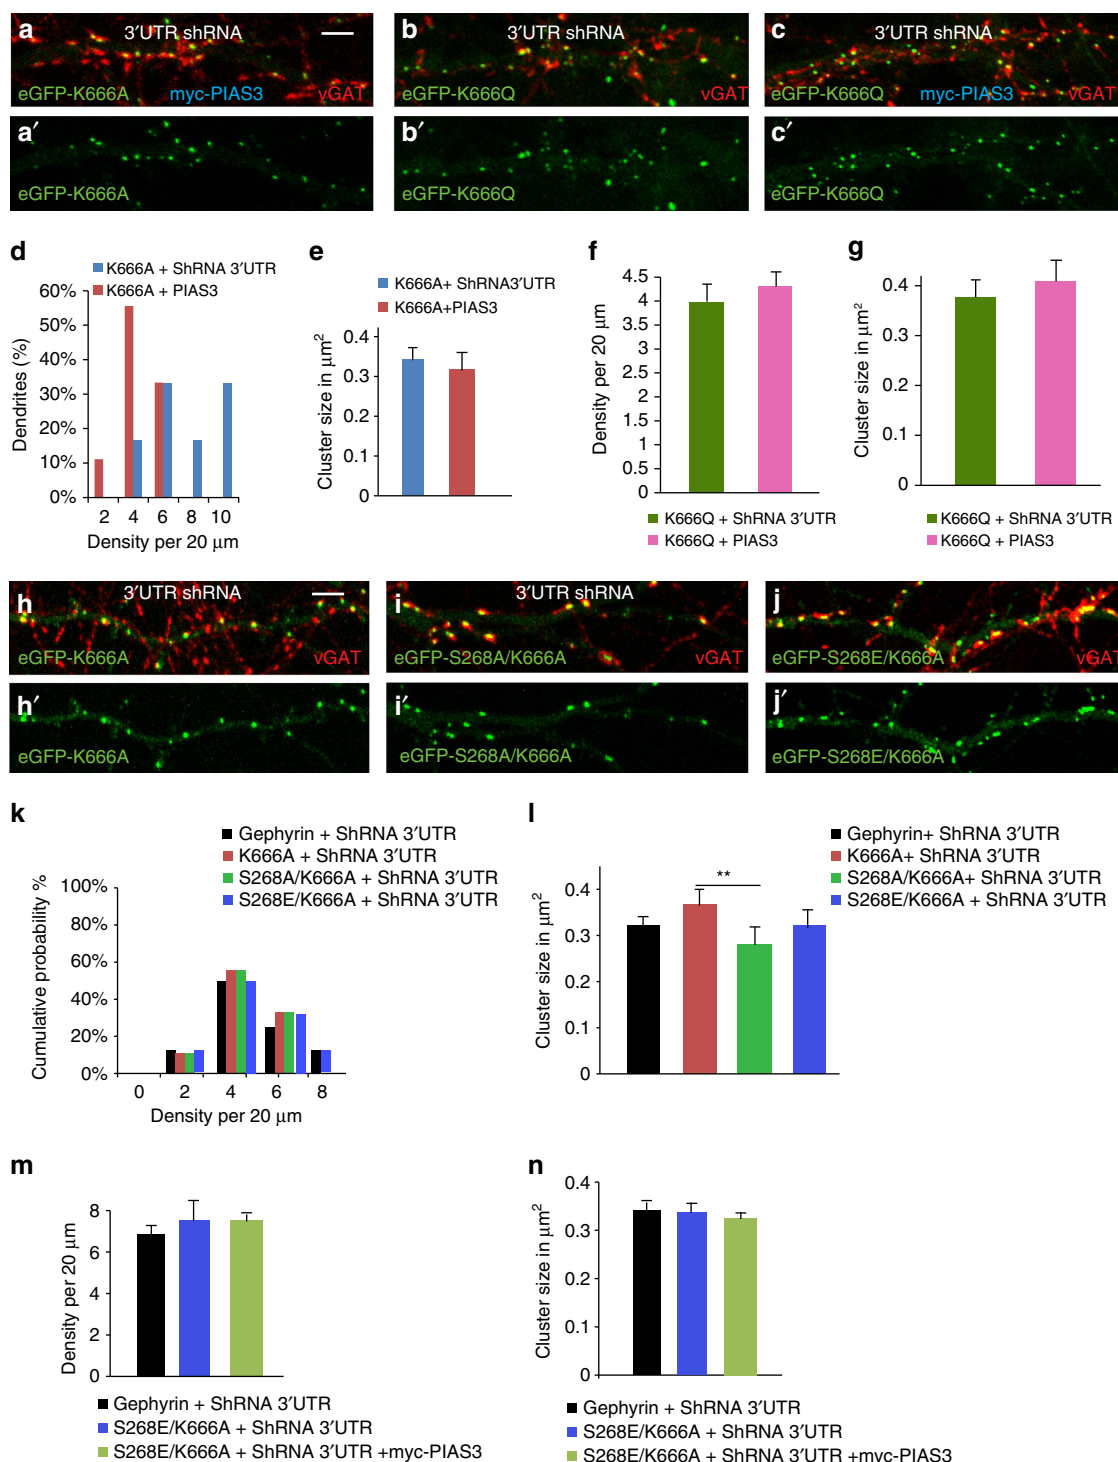 a
3′UTR shRNA
eGFP-K666A myc-PIAS3 vGAT
a′
eGFP-K666A
b
3′UTR shRNA
eGFP-K666Q vGAT
b′
eGFP-K666Q
c
3′UTR shRNA
eGFP-K666Q myc-PIAS3 vGAT
c′
eGFP-K666Q
d
K666A + ShRNA 3′UTR
K666A + PIAS3
Dendrites (%)
60%
50%
40%
30%
20%
10%
0%
2 4 6 8 10
Density per 20 μm
e
K666A+ ShRNA3′UTR
K666A+PIAS3
Cluster size in μm²
0.3
0.2
0.1
0
f
Density per 20 μm
4.5
4
3.5
3
2.5
2
4
1.5
0.5
0
K666Q + ShRNA 3′UTR
K666Q + PIAS3
g
Cluster size in μm²
0.4
0.2
0
K666Q + ShRNA 3′UTR
K666Q + PIAS3
h
3′UTR shRNA
eGFP-K666A vGAT
h′
eGFP-K666A
i
3′UTR shRNA
eGFP-S268A/K666A vGAT
i′
eGFP-S268A/K666A
j
eGFP-S268E/K666A vGAT
j′
eGFP-S268E/K666A
k
Gephyrin + ShRNA 3′UTR
K666A + ShRNA 3′UTR
S268A/K666A + ShRNA 3′UTR
S268E/K666A + ShRNA 3′UTR
Cumulative probability %
100%
80%
60%
40%
20%
0%
0 2 4 6 8
Density per 20 μm
l
Gephyrin+ ShRNA 3′UTR
K666A+ ShRNA 3′UTR
S268A/K666A+ ShRNA 3′UTR
S268E/K666A + ShRNA 3′UTR
Cluster size in μm²
0.4
0.3
0.2
0.1
0
**
m
Density per 20 μm
8
6
4
2
0
Gephyrin + ShRNA 3′UTR
S268E/K666A + ShRNA 3′UTR
S268E/K666A + ShRNA 3′UTR +myc-PIAS3
n
Cluster size in μm²
0.4
0.3
0.2
0.1
0
Gephyrin + ShRNA 3′UTR
S268E/K666A + ShRNA 3′UTR
S268E/K666A + ShRNA 3′UTR +myc-PIAS3